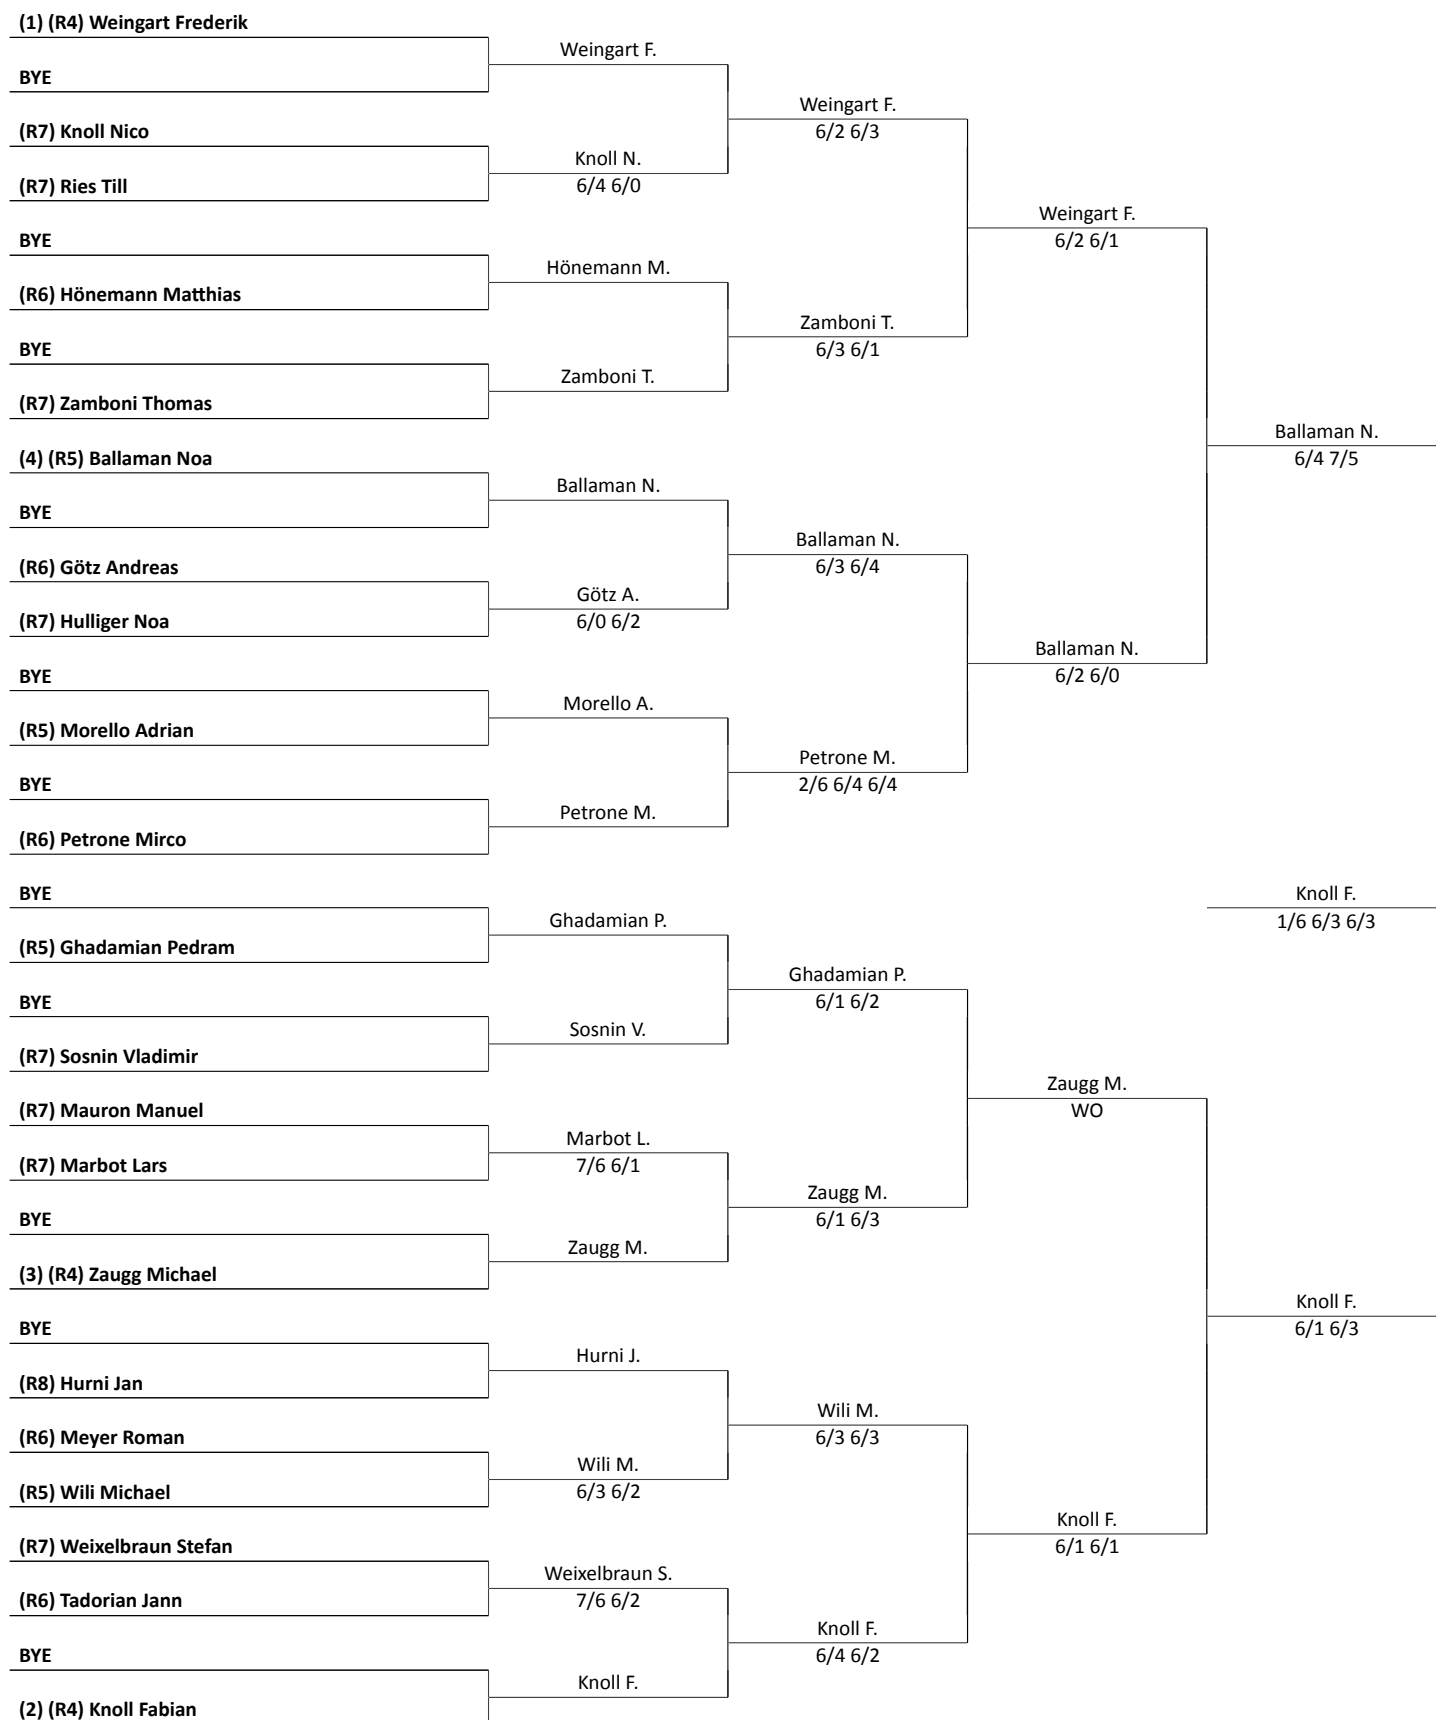 (1) (R4) Weingart Frederik
Weingart F.
BYE
Weingart F.
(R7) Knoll Nico
6/2 6/3
Knoll N.
(R7) Ries Till
6/4 6/0
Weingart F.
BYE
6/2 6/1
Hönemann M.
(R6) Hönemann Matthias
Zamboni T.
BYE
6/3 6/1
Zamboni T.
(R7) Zamboni Thomas
Ballaman N.
(4) (R5) Ballaman Noa
6/4 7/5
Ballaman N.
BYE
Ballaman N.
(R6) Götz Andreas
6/3 6/4
Götz A.
(R7) Hulliger Noa
6/0 6/2
Ballaman N.
BYE
6/2 6/0
Morello A.
(R5) Morello Adrian
Petrone M.
BYE
2/6 6/4 6/4
Petrone M.
(R6) Petrone Mirco
BYE
Knoll F.
Ghadamian P.
1/6 6/3 6/3
(R5) Ghadamian Pedram
Ghadamian P.
BYE
6/1 6/2
Sosnin V.
(R7) Sosnin Vladimir
Zaugg M.
(R7) Mauron Manuel
WO
Marbot L.
(R7) Marbot Lars
7/6 6/1
Zaugg M.
BYE
6/1 6/3
Zaugg M.
(3) (R4) Zaugg Michael
Knoll F.
BYE
6/1 6/3
Hurni J.
(R8) Hurni Jan
Wili M.
(R6) Meyer Roman
6/3 6/3
Wili M.
(R5) Wili Michael
6/3 6/2
Knoll F.
(R7) Weixelbraun Stefan
6/1 6/1
Weixelbraun S.
(R6) Tadorian Jann
7/6 6/2
Knoll F.
BYE
6/4 6/2
Knoll F.
(2) (R4) Knoll Fabian